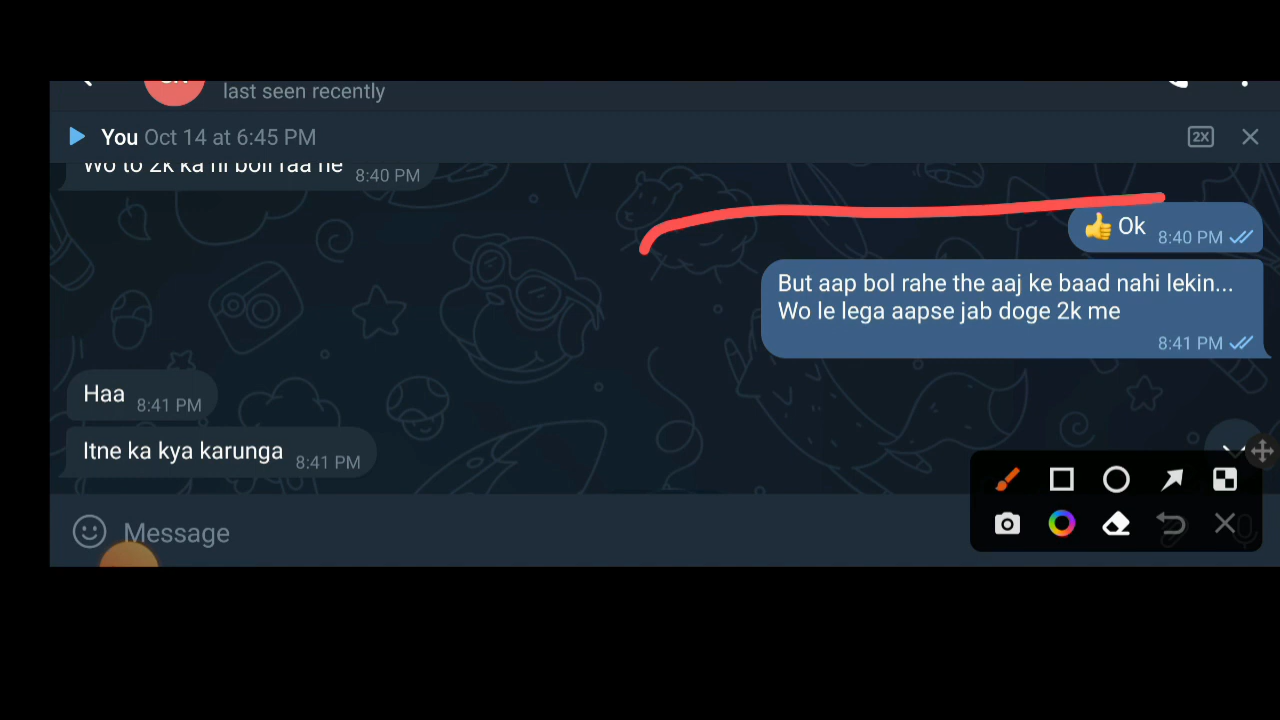 last seen recently
You Oct 14 at 6:45 PM
2X
Wo to 2k ka hi boll raa he 8:40 PM
👍 Ok 8:40 PM
But aap bol rahe the aaj ke baad nahi lekin...
Wo le lega aapse jab doge 2k me
8:41 PM
Haa 8:41 PM
Itne ka kya karunga 8:41 PM
Message